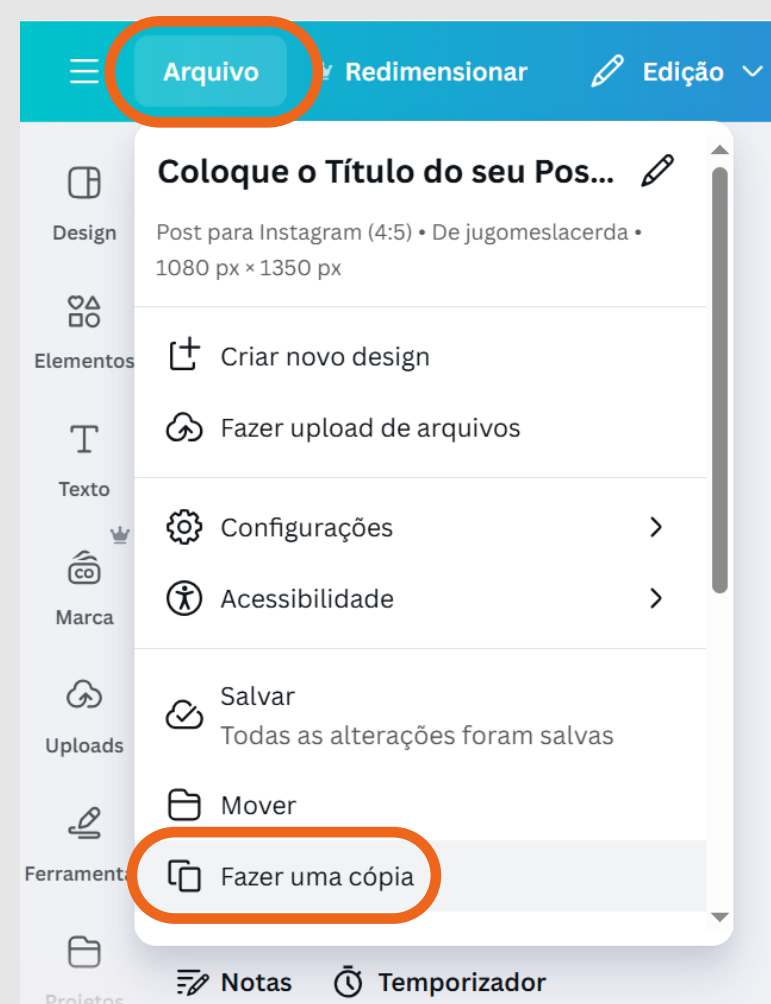 Arquivo
Redimensionar
Edição
Coloque o Título do seu Pos...
Post para Instagram (4:5) • De jugomeslacerda •
1080 px × 1350 px
Criar novo design
Fazer upload de arquivos
Configurações
Acessibilidade
Salvar
Todas as alterações foram salvas
Mover
Fazer uma cópia
Design
Elementos
Texto
CO
Marca
Uploads
Ferramenta
Projetos
Notas
Temporizador